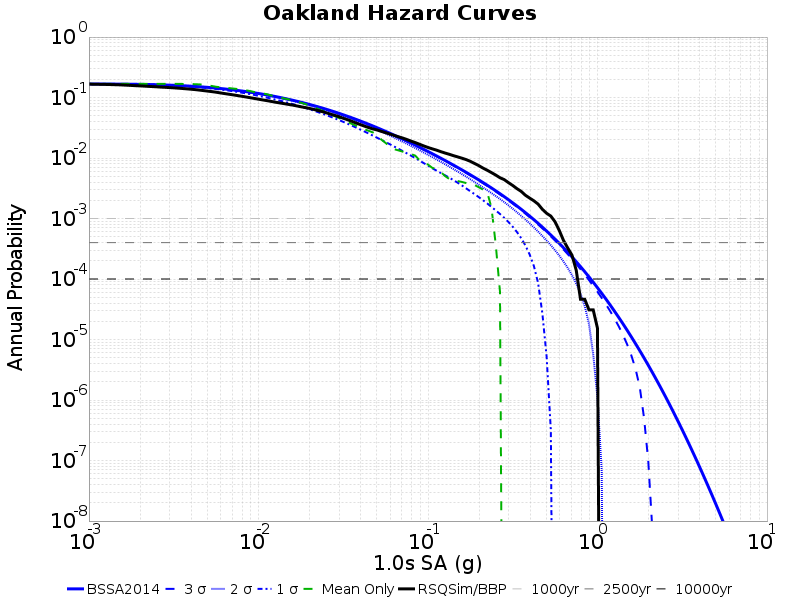 Oakland Hazard Curves
10^0
10^-1
10^-2
10^-3
10^-4
10^-5
10^-6
10^-7
10^-8
Annual Probability
10^-3 10^-2 10^-1 10^0 10^1
1.0s SA (g)
BSSA2014 3 σ 2 σ 1 σ Mean Only RSQSim/BBP 1000yr 2500yr 10000yr